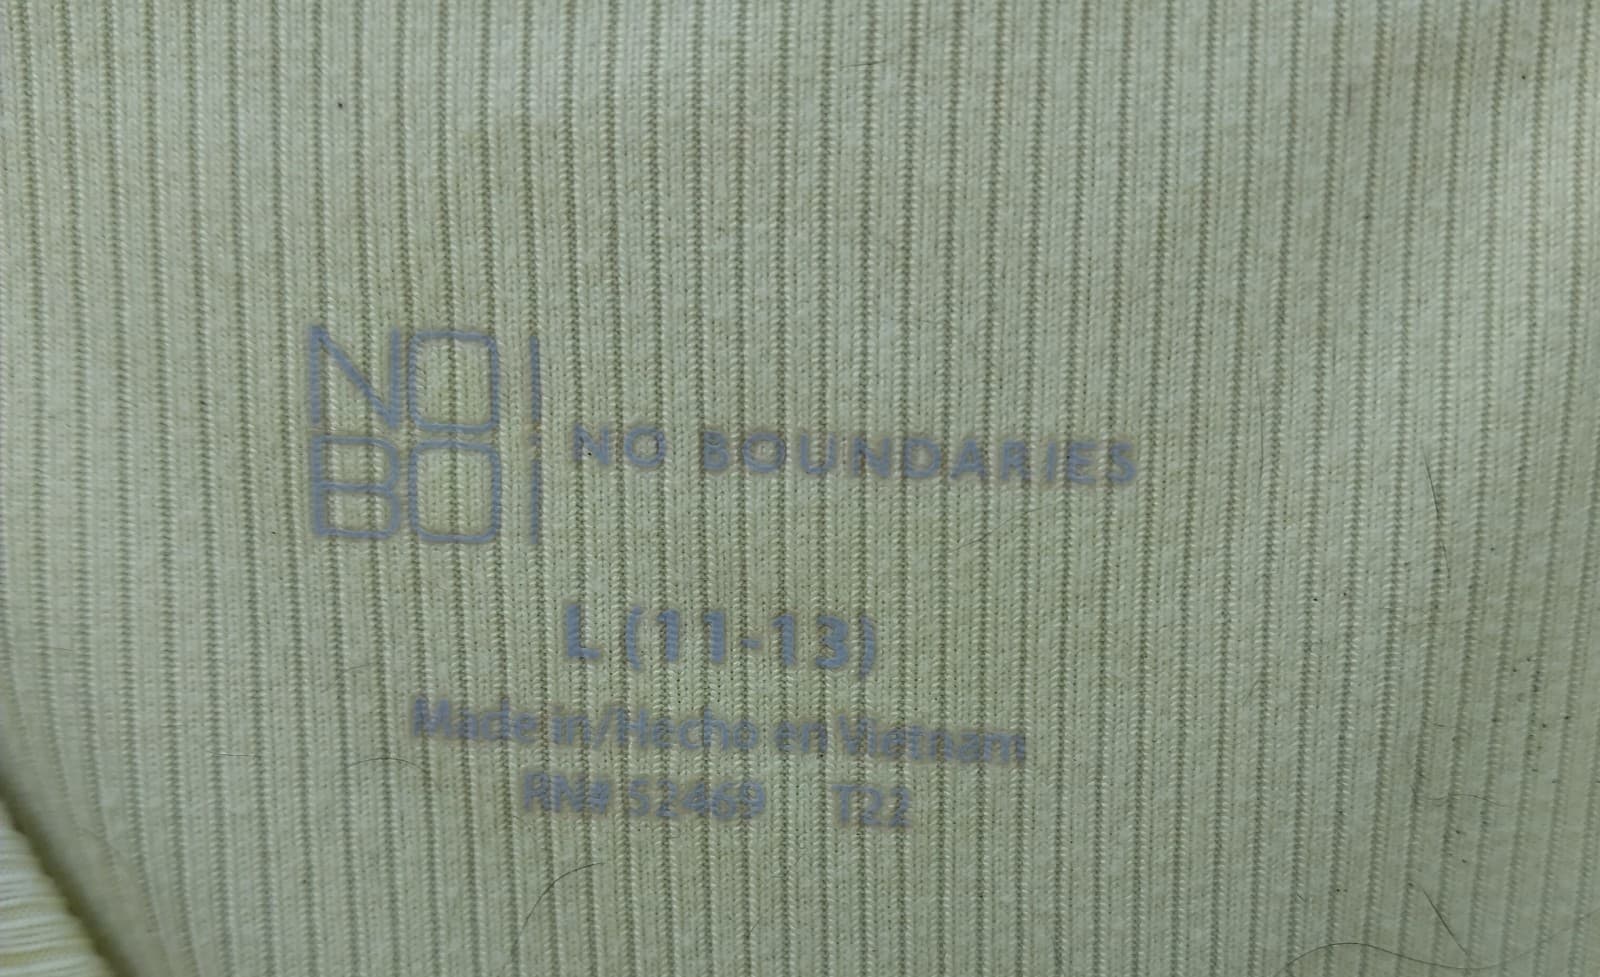 NO
BO
NO BOUNDARIES
L (11-13)
Made in/Hecho en Vietnam
RN# 52469 T22